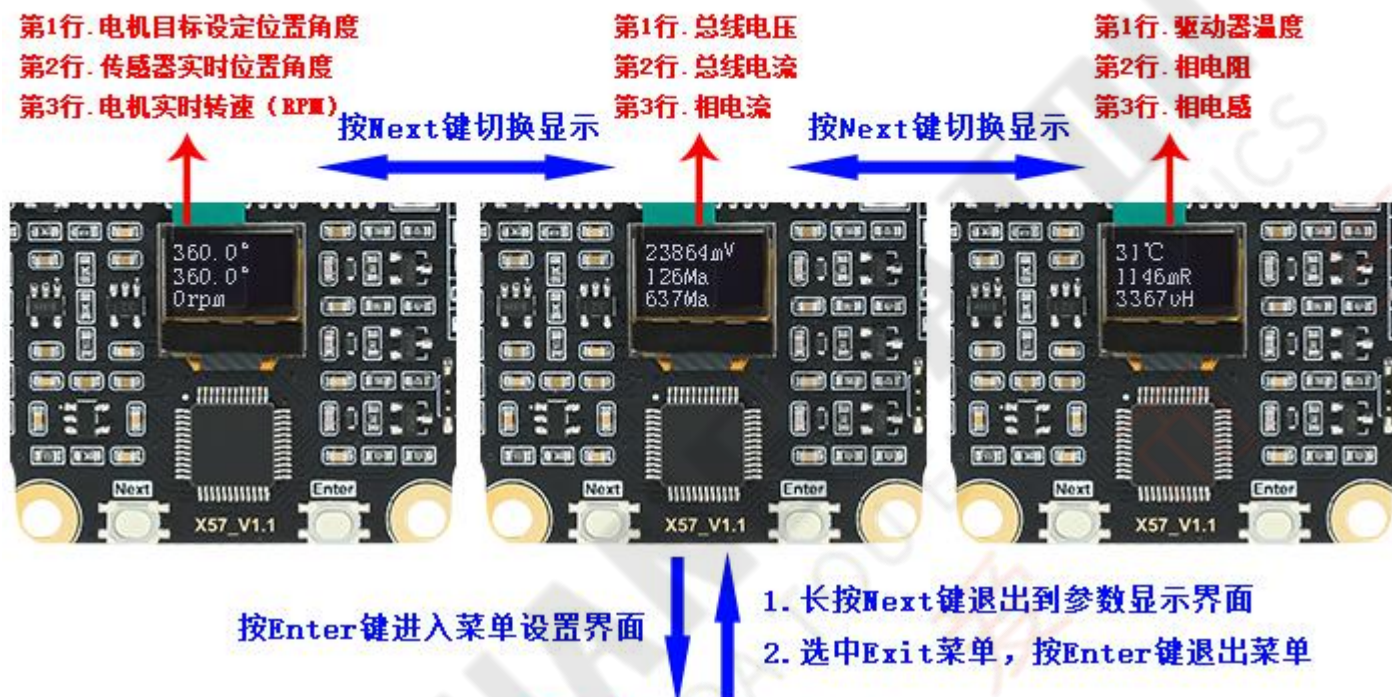 第1行.电机目标设定位置角度
第2行.传感器实时位置角度
第3行.电机实时转速（RPM）
第1行.总线电压
第2行.总线电流
第3行.相电流
第1行.驱动器温度
第2行.相电阻
第3行.相电感
按Next键切换显示
按Next键切换显示
360.0°
360.0°
0rpm
23864mV
126Ma
637Ma
31℃
1146mR
3367uH
Next
Enter
X57_V1.1
Next
Enter
X57_V1.1
Next
Enter
X57_V1.1
按Enter键进入菜单设置界面
1.长按Next键退出到参数显示界面
2.选中Exit菜单，按Enter键退出菜单